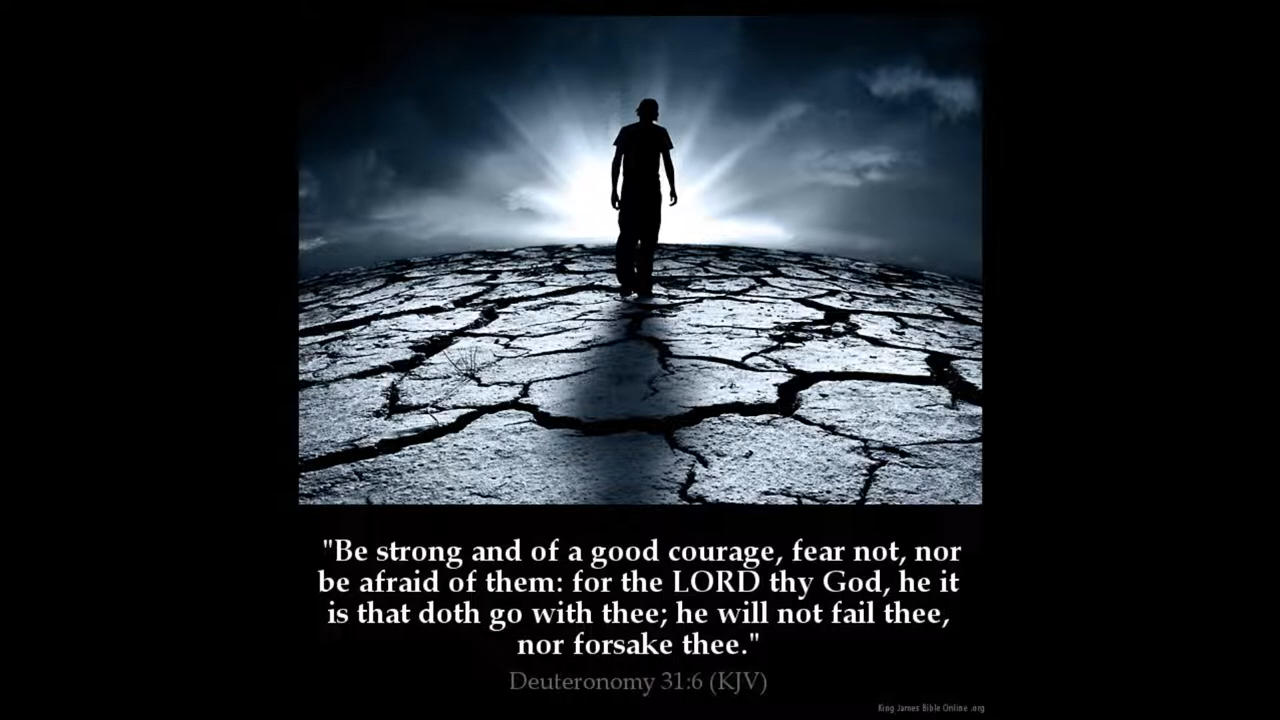 "Be strong and of a good courage, fear not, nor
be afraid of them: for the LORD thy God, he it
is that doth go with thee; he will not fail thee,
nor forsake thee."
Deuteronomy 31:6 (KJV)
King James Bible Online .org